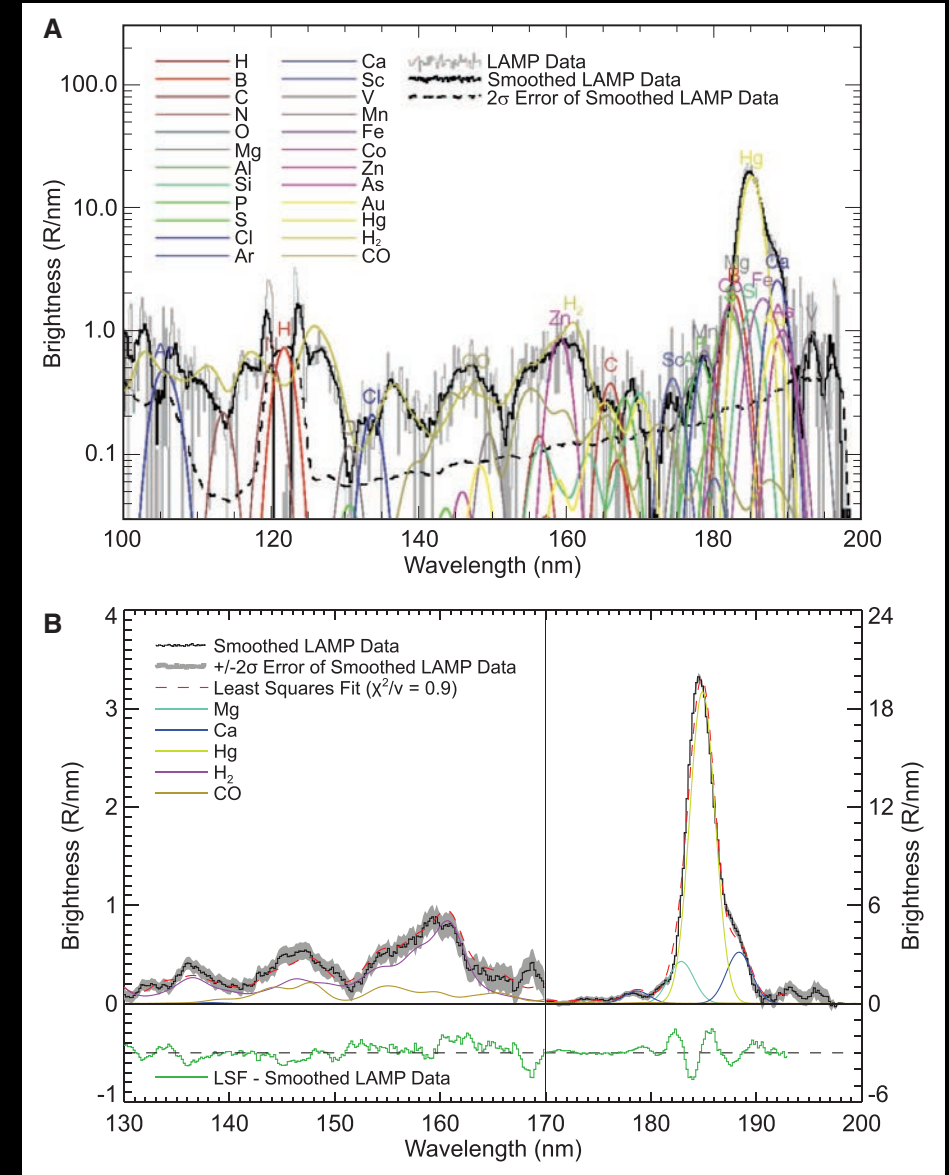 A
100.0
10.0
1.0
0.1
Brightness (R/nm)
H
B
C
N
O
Mg
Al
Si
P
S
Cl
Ar
Ca
Sc
V
Mn
Fe
Co
Zn
As
Au
Hg
H₂
CO
LAMP Data
Smoothed LAMP Data
2σ Error of Smoothed LAMP Data
Hg
Mg
Ca
Fe
Si
As
V
Mn
Sc
H₂
Zn
C
CO
Cl
H
Ar
100 120 140 160 180 200
Wavelength (nm)
B
4
3
2
1
0
-1
Brightness (R/nm)
Smoothed LAMP Data
+/-2σ Error of Smoothed LAMP Data
Least Squares Fit (χ²/ν = 0.9)
Mg
Ca
Hg
H₂
CO
LSF - Smoothed LAMP Data
24
18
12
6
0
-6
Brightness (R/nm)
130 140 150 160 170 180 190 200
Wavelength (nm)